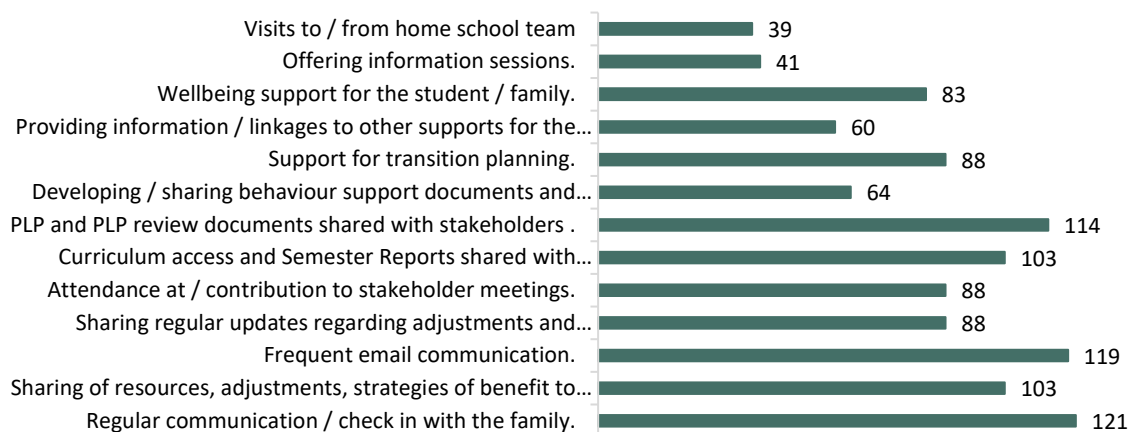 Visits to / from home school team 39
Offering information sessions. 41
Wellbeing support for the student / family. 83
Providing information / linkages to other supports for the... 60
Support for transition planning. 88
Developing / sharing behaviour support documents and... 64
PLP and PLP review documents shared with stakeholders . 114
Curriculum access and Semester Reports shared with... 103
Attendance at / contribution to stakeholder meetings. 88
Sharing regular updates regarding adjustments and... 88
Frequent email communication. 119
Sharing of resources, adjustments, strategies of benefit to... 103
Regular communication / check in with the family. 121